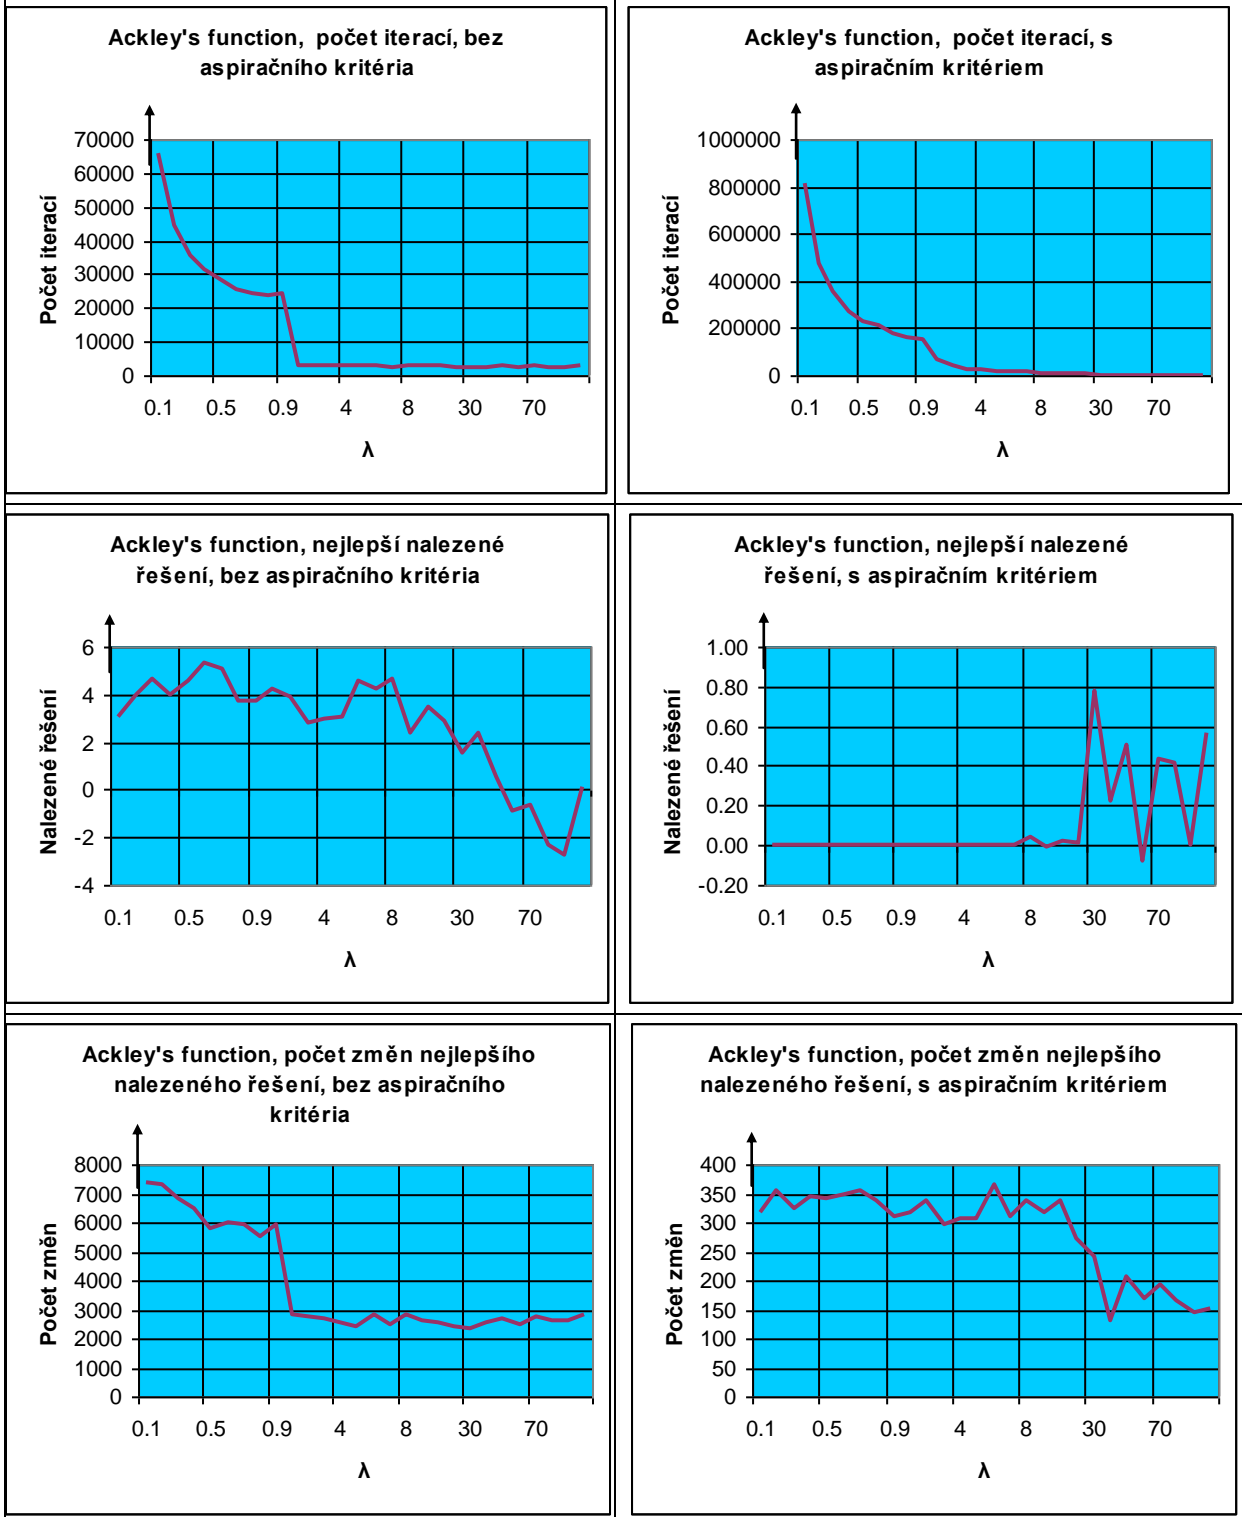 Ackley's function, počet iterací, bez
aspiračního kritéria
Počet iterací
70000
60000
50000
40000
30000
20000
10000
0
0.1 0.5 0.9 4 8 30 70
λ
Ackley's function, počet iterací, s
aspiračním kritériem
Počet iterací
1000000
800000
600000
400000
200000
0
0.1 0.5 0.9 4 8 30 70
λ
Ackley's function, nejlepší nalezené
řešení, bez aspiračního kritéria
Nalezené řešení
6
4
2
0
-2
-4
0.1 0.5 0.9 4 8 30 70
λ
Ackley's function, nejlepší nalezené
řešení, s aspiračním kritériem
Nalezené řešení
1.00
0.80
0.60
0.40
0.20
0.00
-0.20
0.1 0.5 0.9 4 8 30 70
λ
Ackley's function, počet změn nejlepšího
nalezeného řešení, bez aspiračního
kritéria
Počet změn
8000
7000
6000
5000
4000
3000
2000
1000
0
0.1 0.5 0.9 4 8 30 70
λ
Ackley's function, počet změn nejlepšího
nalezeného řešení, s aspiračním kritériem
Počet změn
400
350
300
250
200
150
100
50
0
0.1 0.5 0.9 4 8 30 70
λ